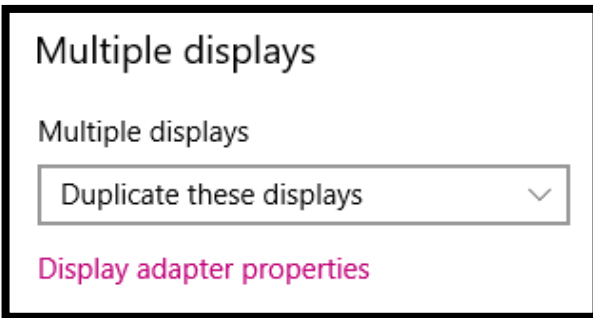 Multiple displays
Multiple displays
Duplicate these displays
Display adapter properties